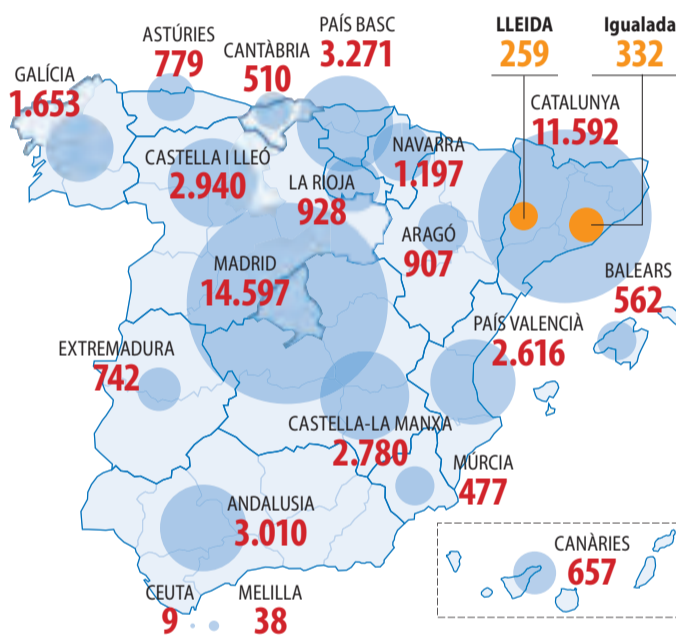 ASTÚRIES
779
CANTÀBRIA
510
PAÍS BASC
3.271
LLEIDA
259
Igualada
332
GALÍCIA
1.653
CATALUNYA
11.592
CASTELLA I LLEÓ
2.940
LA RIOJA
928
NAVARRA
1.197
ARAGÓ
907
MADRID
14.597
BALEARS
562
EXTREMADURA
742
PAÍS VALENCIÀ
2.616
CASTELLA-LA MANXA
2.780
MÚRCIA
477
ANDALUSIA
3.010
CANÀRIES
657
CEUTA
9
MELILLA
38